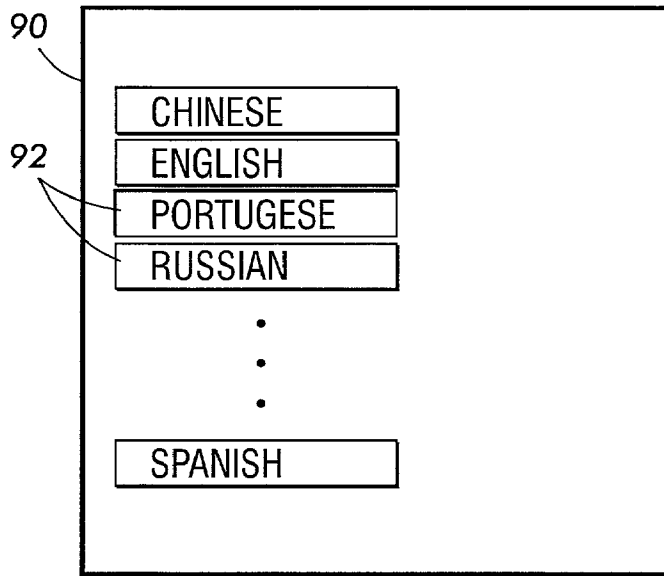 90
CHINESE
92
ENGLISH
PORTUGESE
RUSSIAN
SPANISH